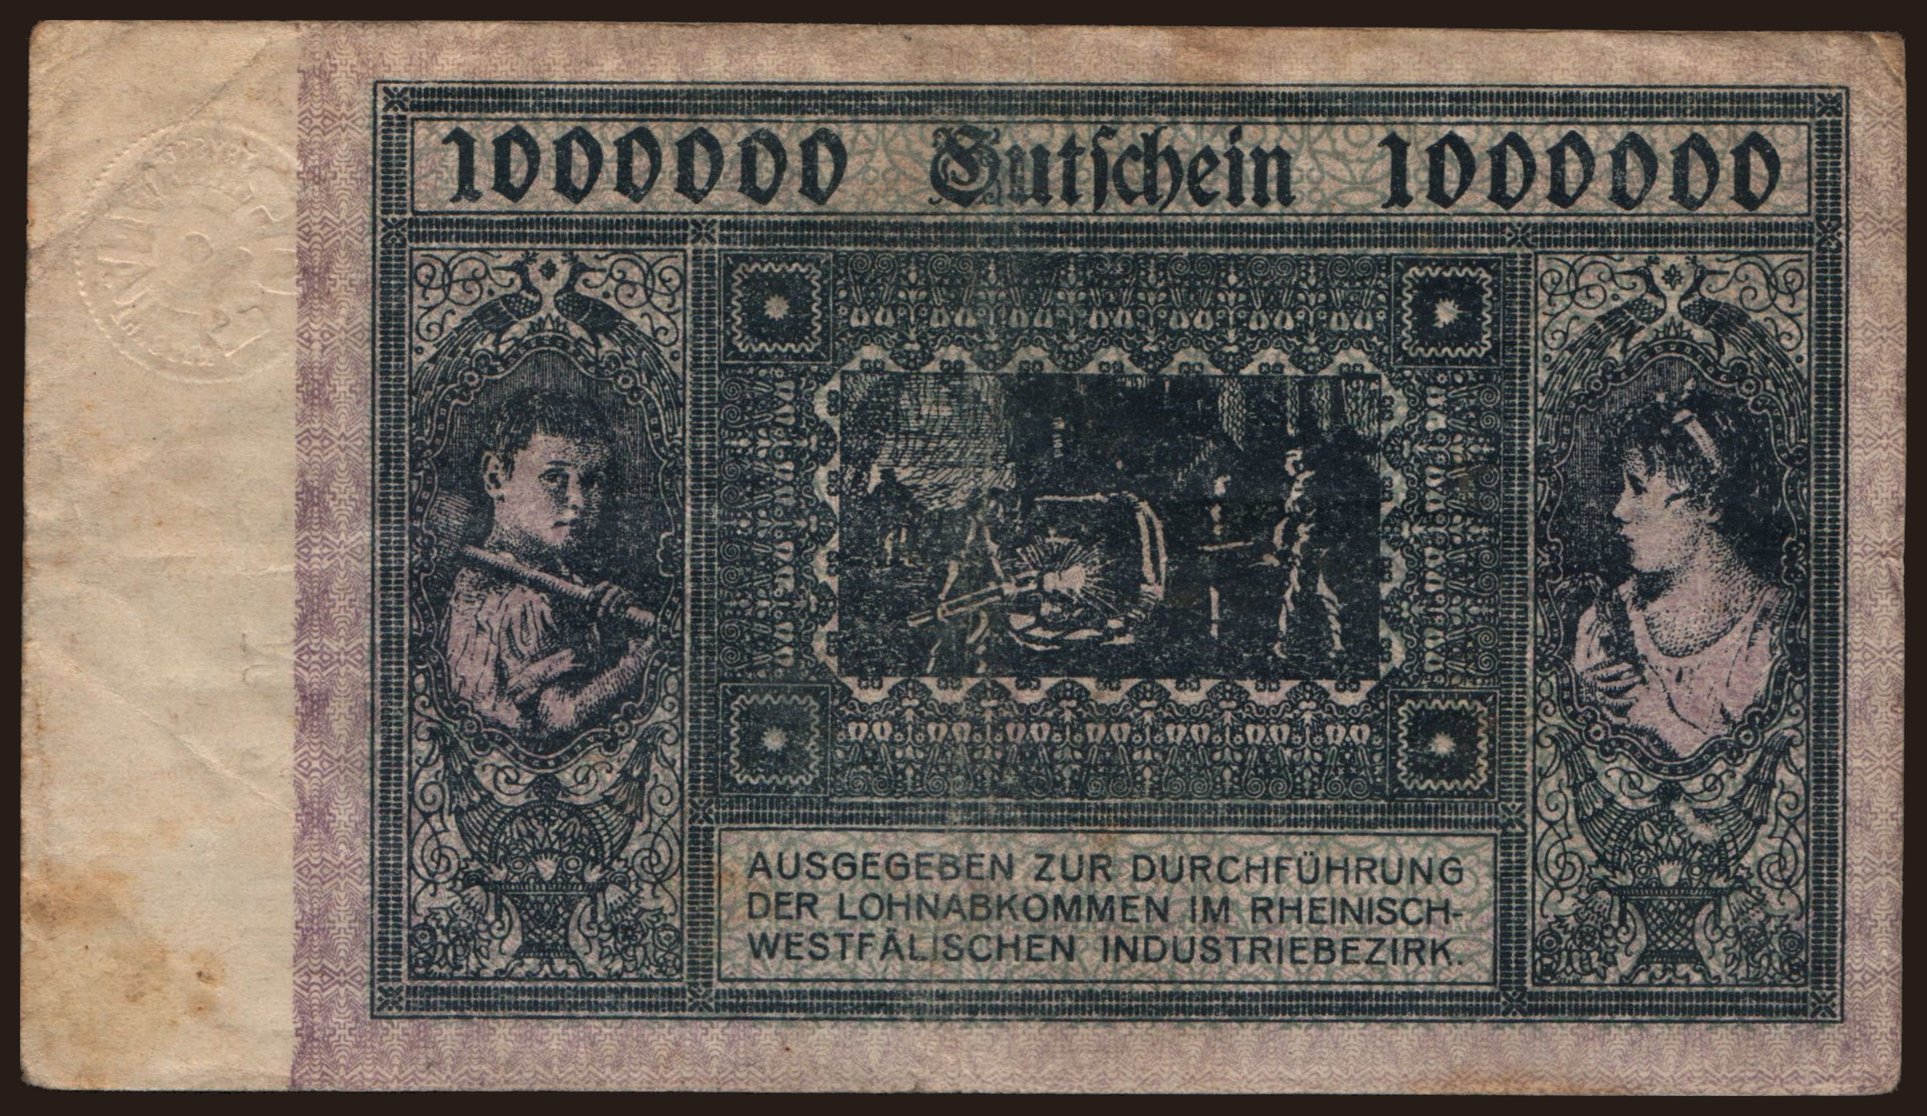 1000000 Gutschein 1000000
AUSGEGEBEN ZUR DURCHFÜHRUNG
DER LOHNABKOMMEN IM RHEINISCH-
WESTFÄLISCHEN INDUSTRIEBEZIRK.